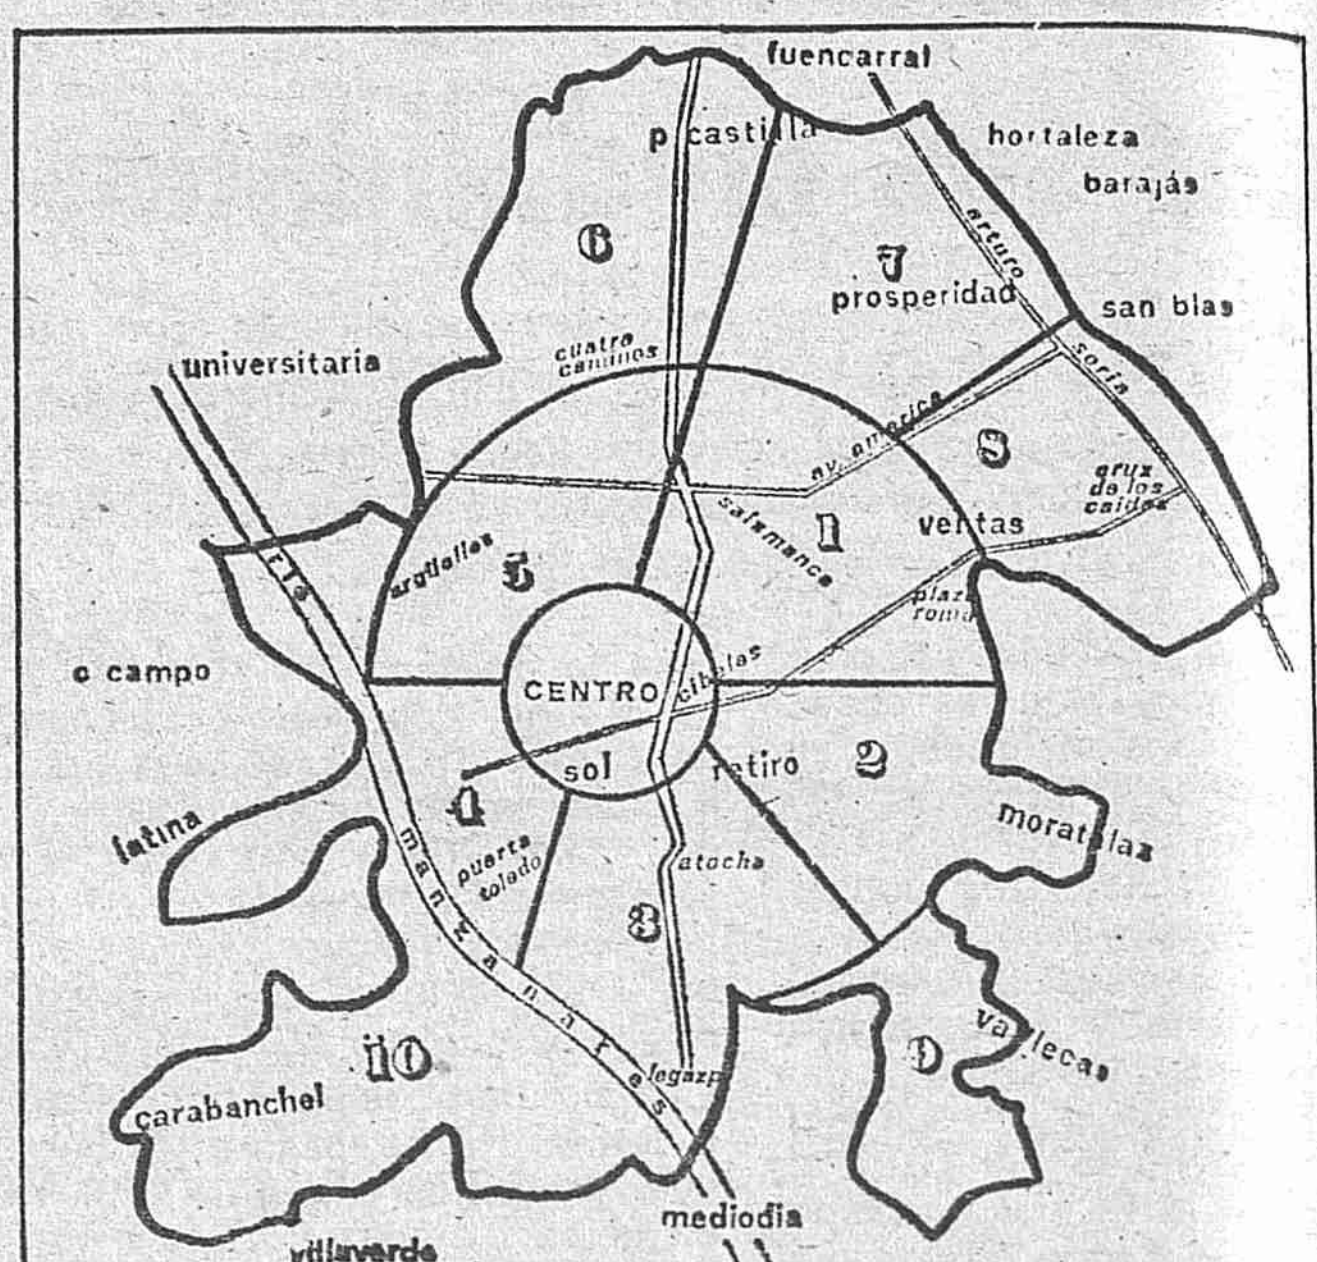 fuencarral
p castilla
hortaleza
barajás
6
7
arturo
soria
prosperidad
san blas
cuatro
caminos
universitaria
av. america
8
cruz
de los
caidos
salamanca
1
ventas
argüelles
5
rio
plaza
roma
c campo
CENTRO
cibeles
sol
retiro
2
4
latina
manzanares
puerta
toledo
atocha
moratalas
3
vallecas
9
10
legazpi
carabanchel
mediodia
villaverde